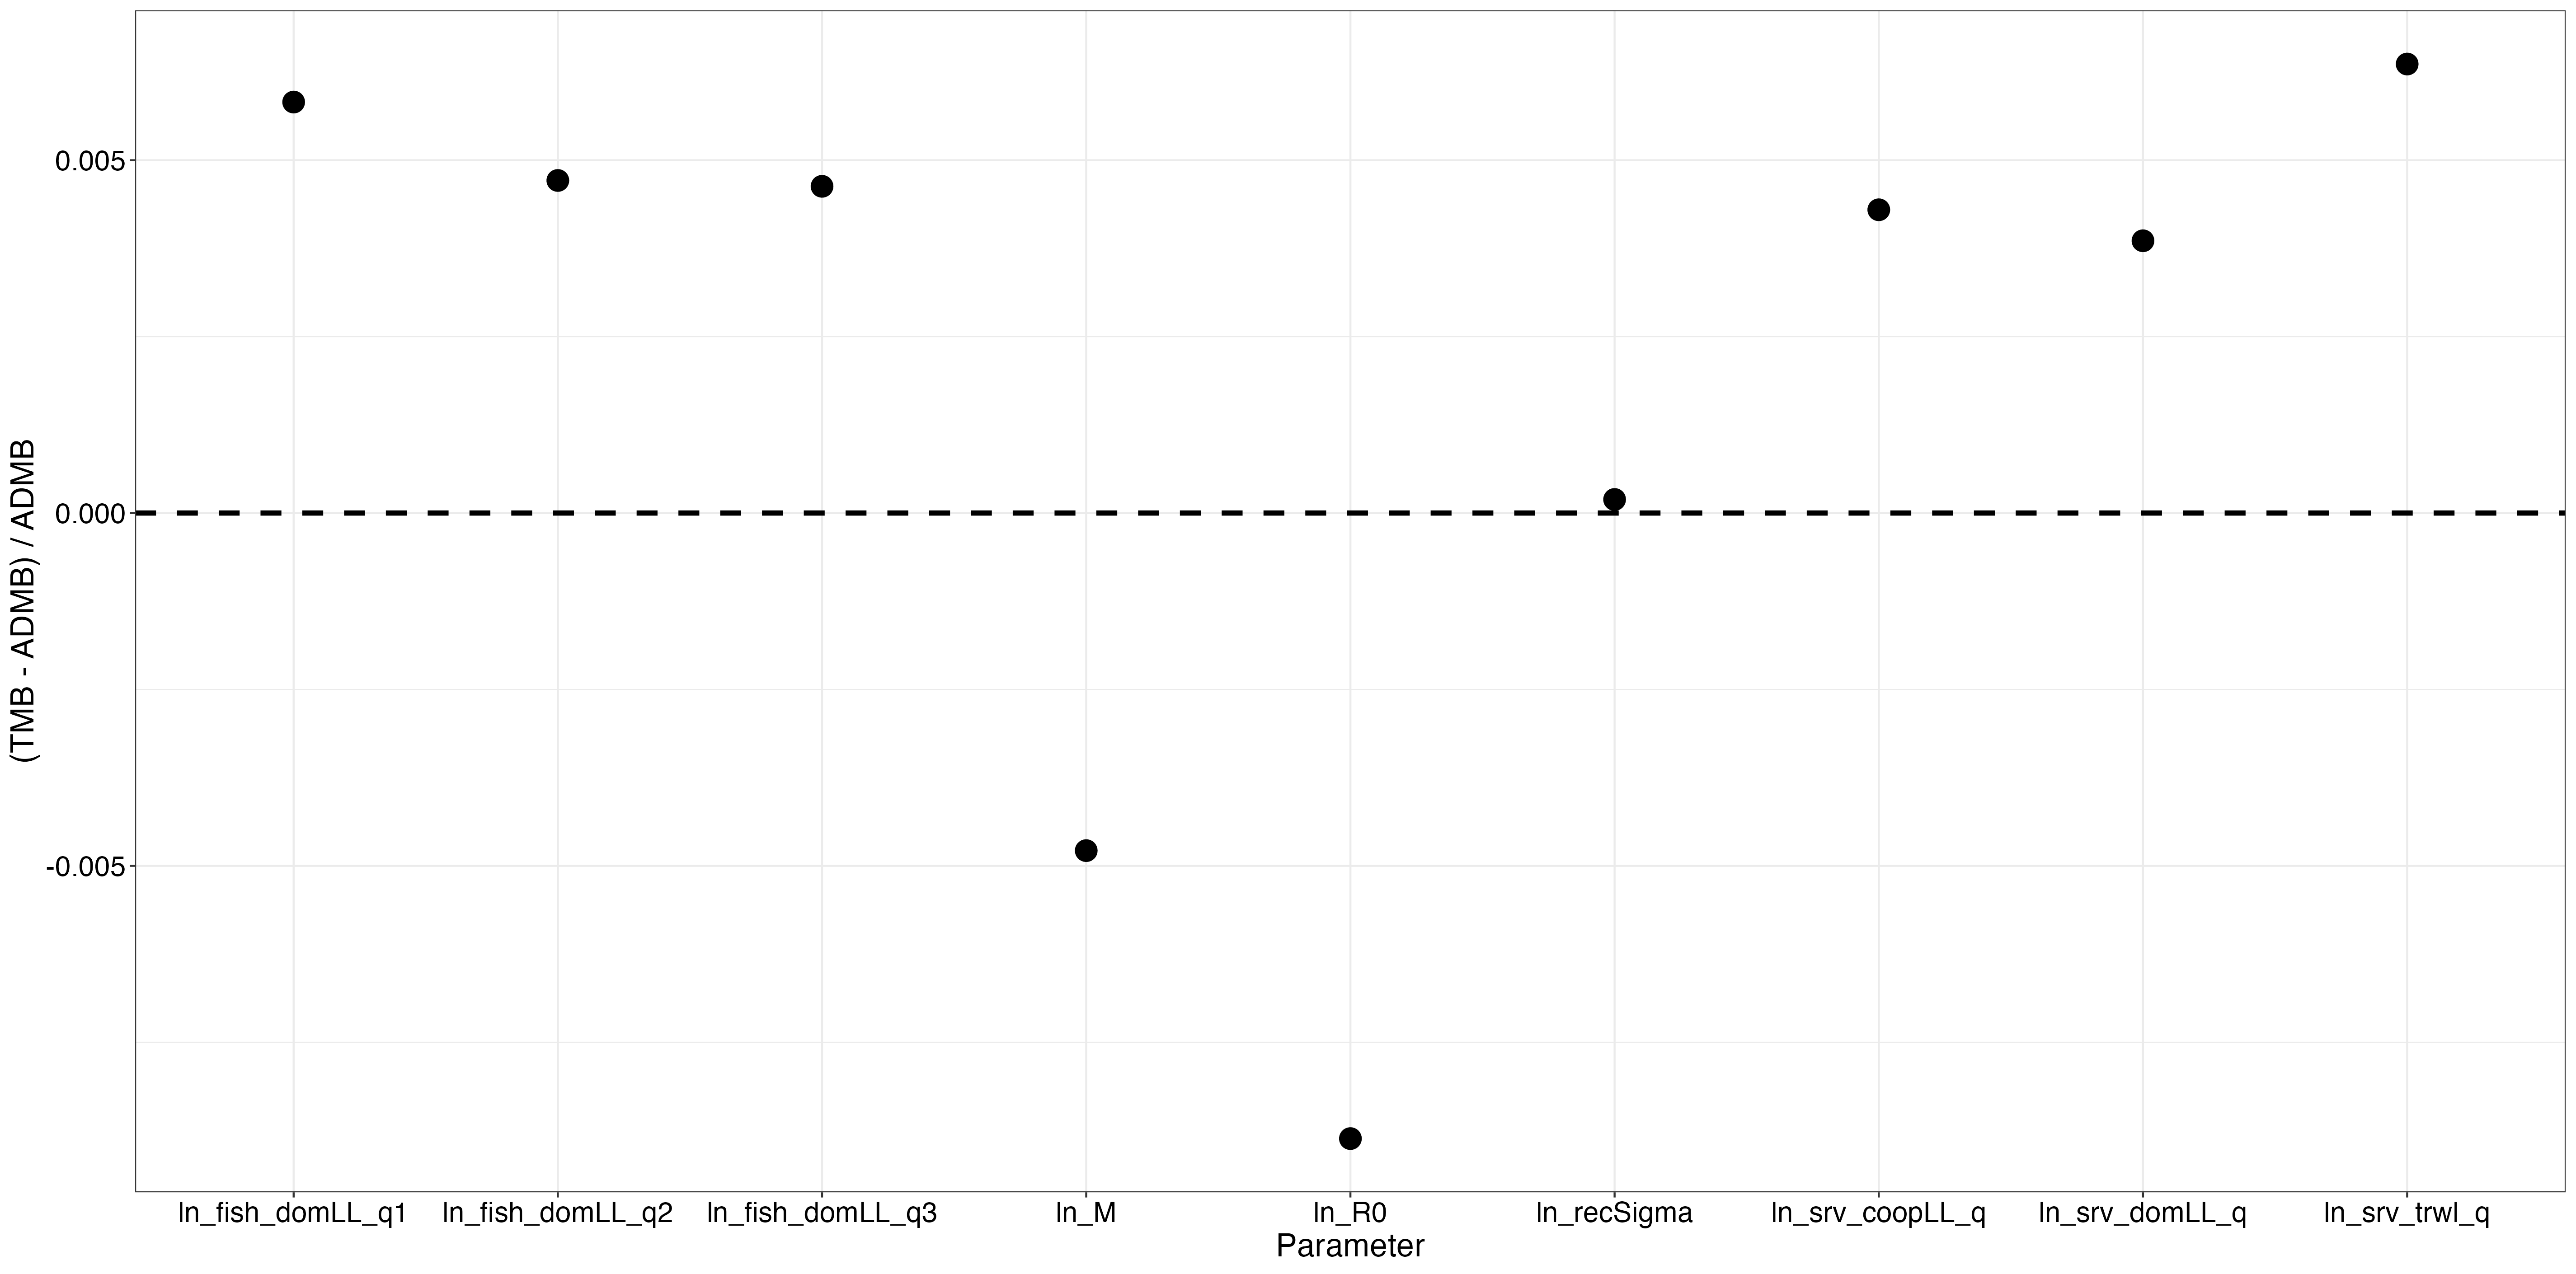 (TMB - ADMB) / ADMB
0.005
0.000
-0.005
ln_fish_domLL_q1
ln_fish_domLL_q2
ln_fish_domLL_q3
ln_M
ln_R0
ln_recSigma
ln_srv_coopLL_q
ln_srv_domLL_q
ln_srv_trwl_q
Parameter